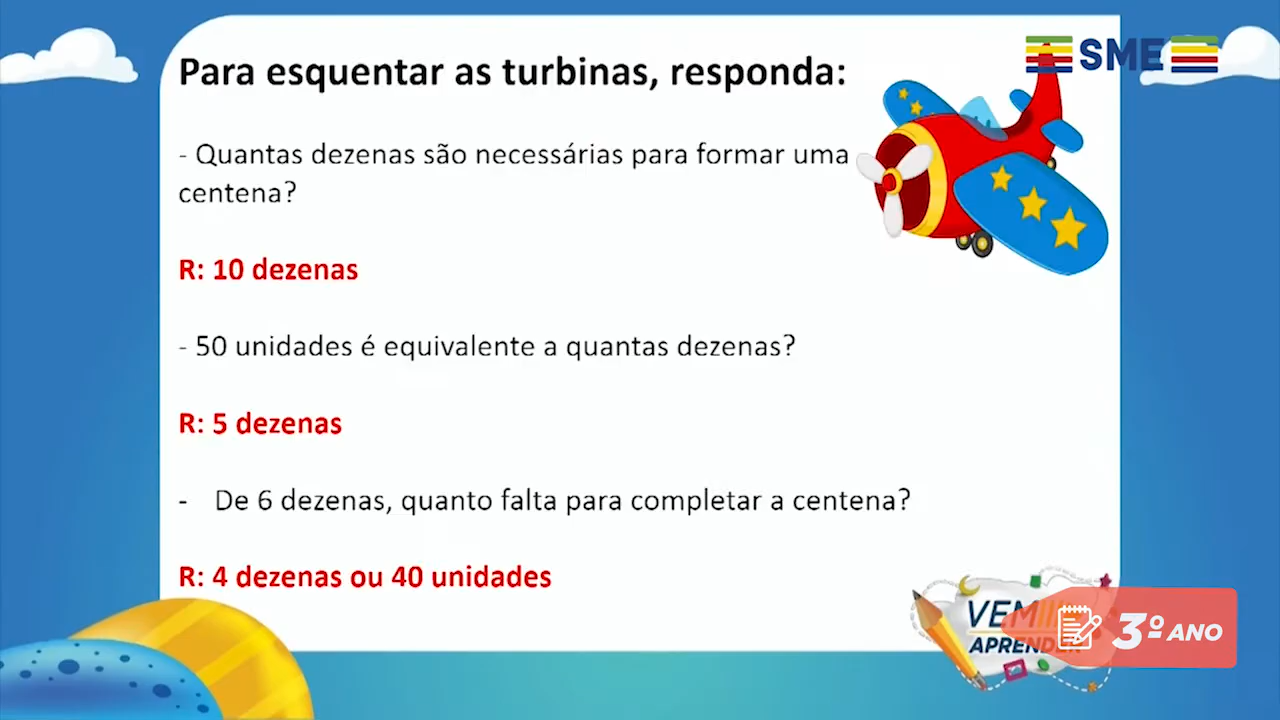 SME
Para esquentar as turbinas, responda:
- Quantas dezenas são necessárias para formar uma
centena?
R: 10 dezenas
- 50 unidades é equivalente a quantas dezenas?
R: 5 dezenas
- De 6 dezenas, quanto falta para completar a centena?
R: 4 dezenas ou 40 unidades
VEM
APRENDER
3º ANO